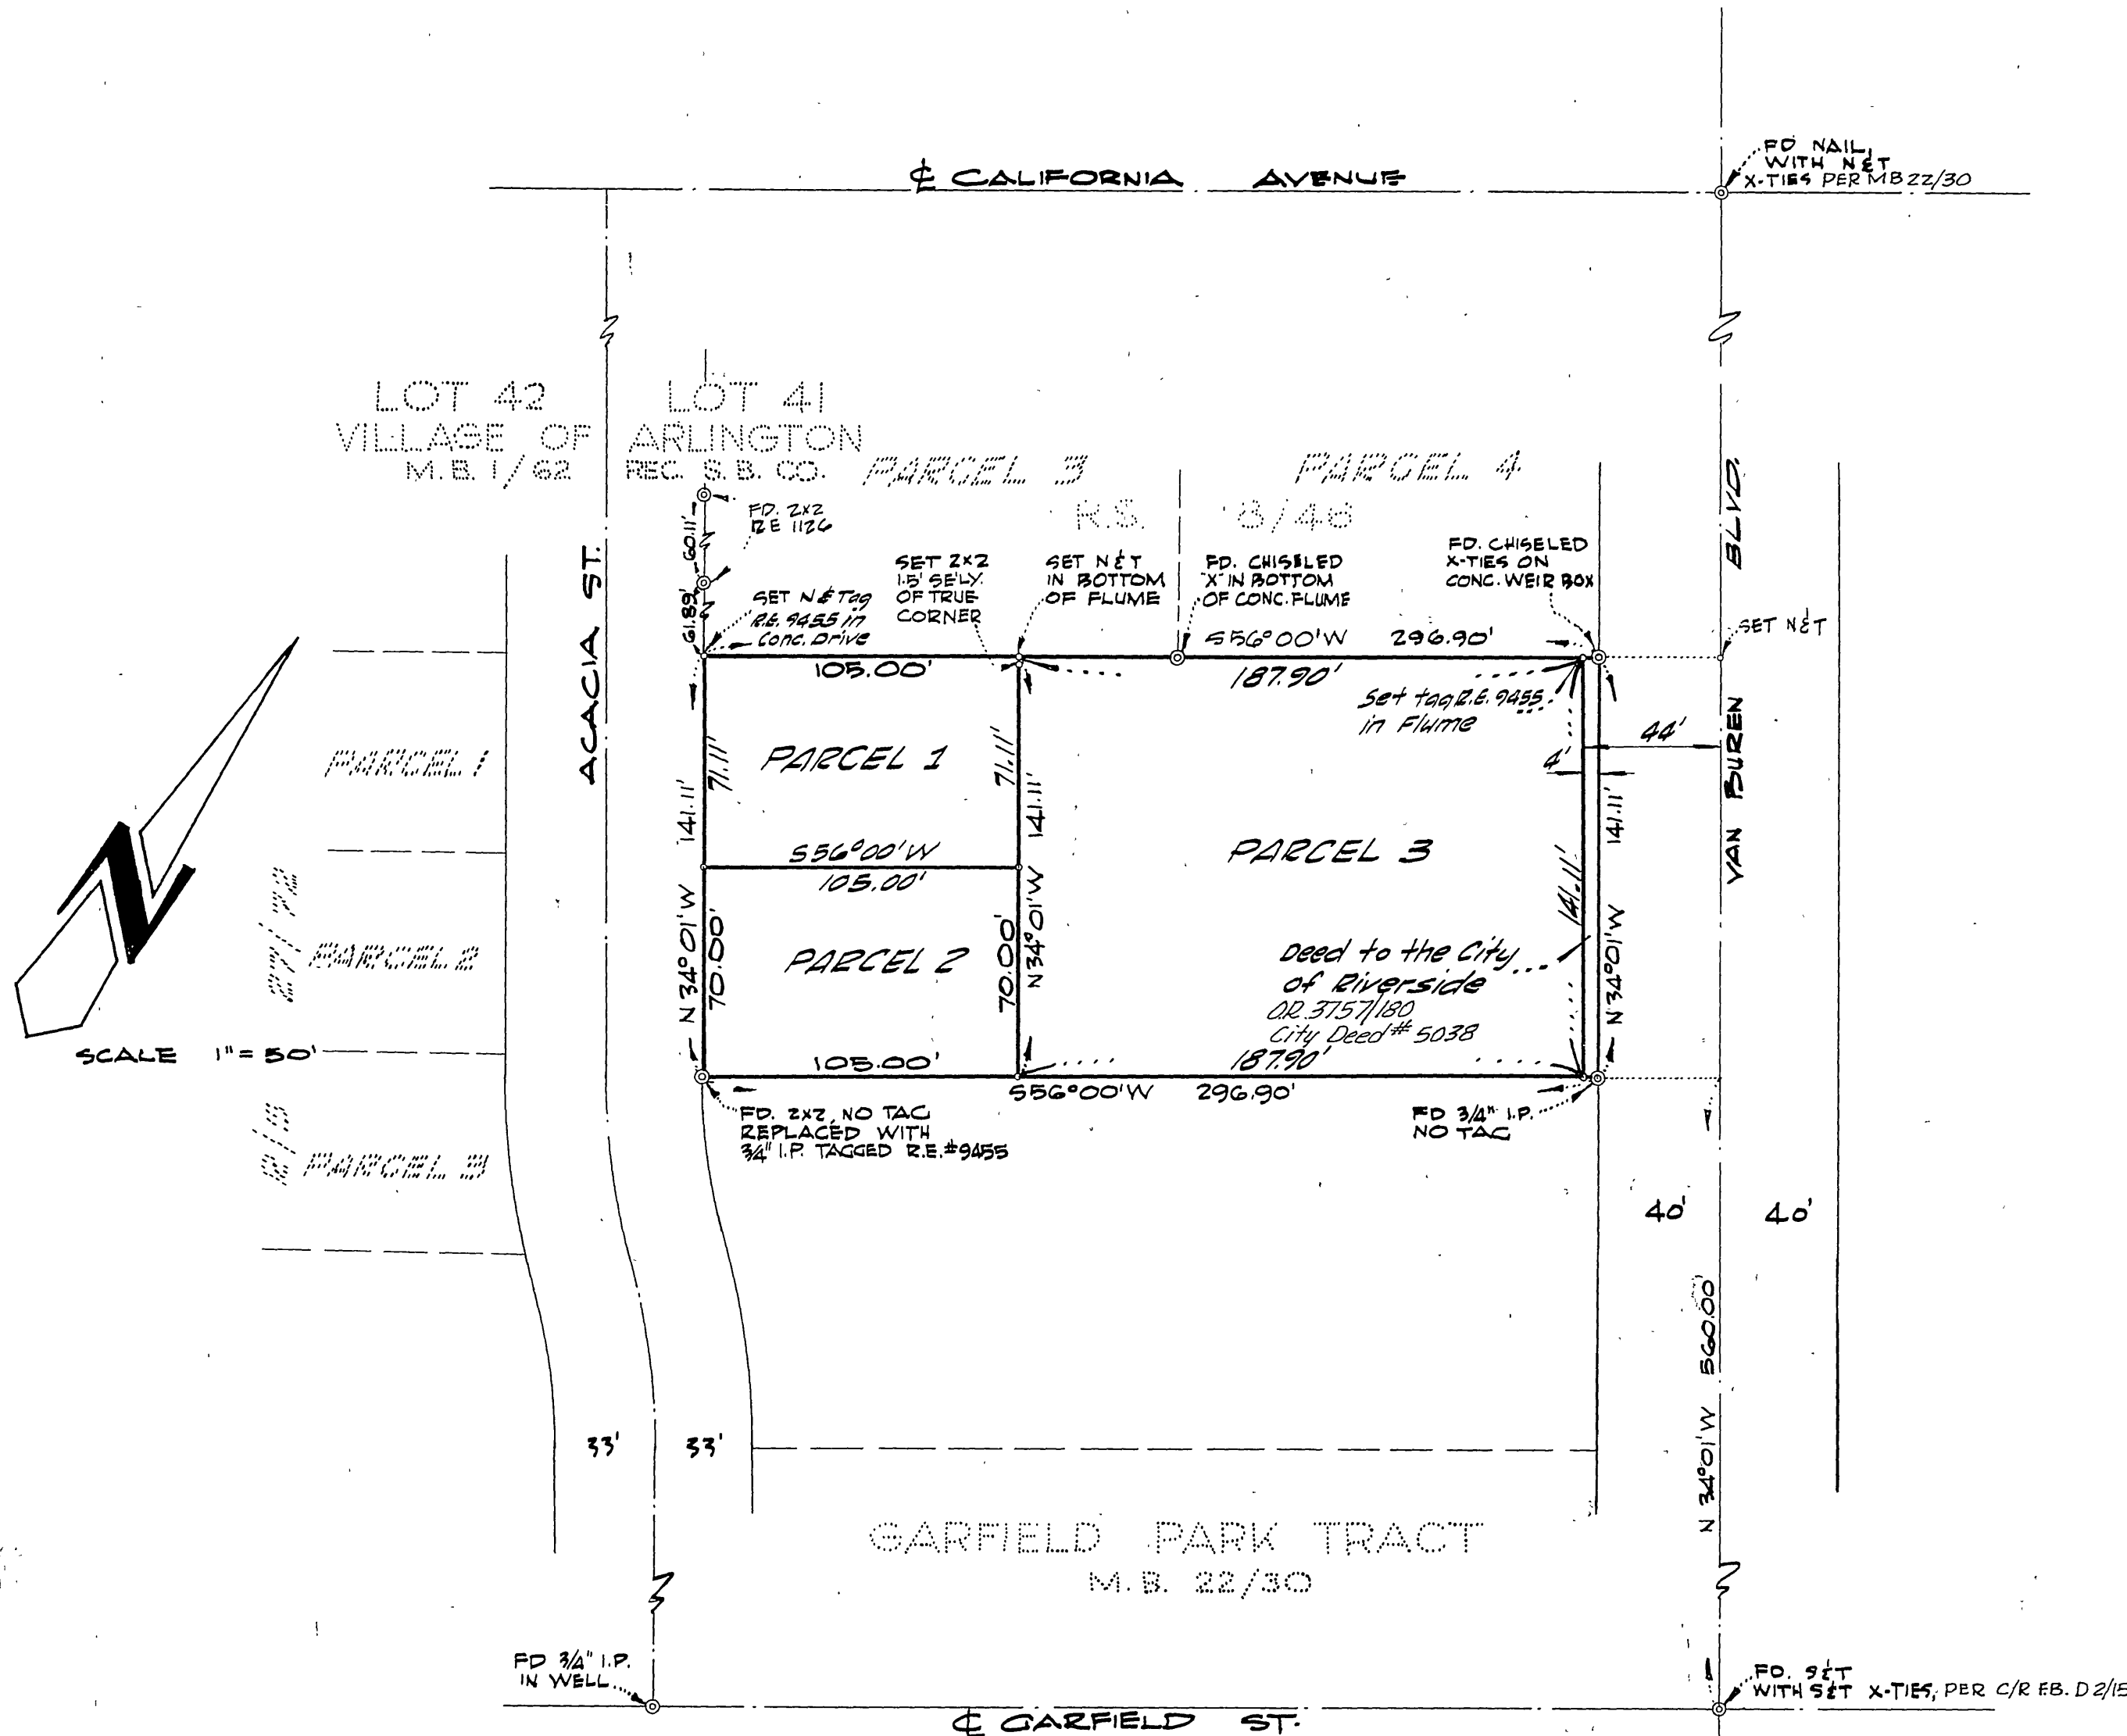 FD NAIL,
WITH N&T
X-TIES PER MB 22/30
℄ CALIFORNIA AVENUE
LOT 42 LOT 41
VILLAGE OF ARLINGTON
M.B. 1/62 REC. S.B. CO.
PARCEL 3
PARCEL 4
R.S. 8/46
60.11'
FD. 2X2
RE 1126
61.89'
SET N & Tag
R.E. 9455 in
Conc. Drive
SET 2X2
1.5' SE'LY.
OF TRUE
CORNER
SET N&T
IN BOTTOM
OF FLUME
FD. CHISELED
"X" IN BOTTOM
OF CONC. FLUME
FD. CHISELED
X-TIES ON
CONC. WEIR BOX
SET N&T
S56°00'W 296.90'
105.00'
187.90'
Set tag R.E. 9455
in Flume
ACACIA ST.
VAN BUREN BLVD.
44'
4'
PARCEL 1
71.11'
PARCEL 1
71.11'
141.11'
141.11'
141.11'
141.11'
PARCEL 3
S56°00'W
105.00'
N 34°01'W
70.00'
PARCEL 2
70.00'
N 34°01'W
N 34°01'W
PARCEL 2
Deed to the City
of Riverside
O.R. 3757/180
City Deed # 5038
SCALE 1"= 50'
105.00'
187.90'
S56°00'W 296.90'
FD. 2X2, NO TAG
REPLACED WITH
3/4" I.P. TAGGED R.E.#9455
FD 3/4" I.P.
NO TAG
PARCEL 3
40' 40'
N 34°01'W 560.00'
33' 33'
GARFIELD PARK TRACT
M.B. 22/30
FD 3/4" I.P.
IN WELL
FD. S&T
WITH S&T X-TIES, PER C/R F.B. D2/15
℄ GARFIELD ST.